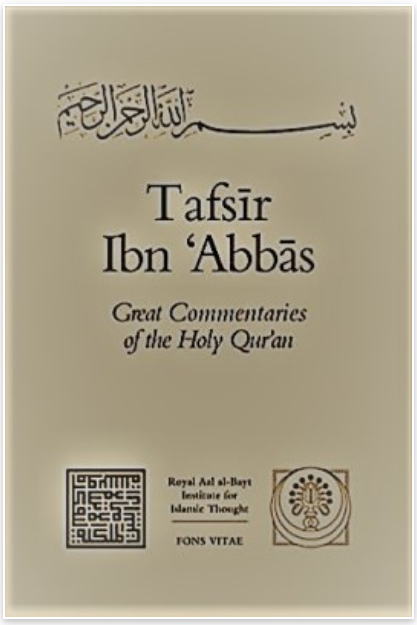 بسم الله الرحمن الرحيم
Tafsīr
Ibn ‘Abbās
Great Commentaries
of the Holy Qur'an
Royal Aal al-Bayt
Institute for
Islamic Thought
FONS VITAE